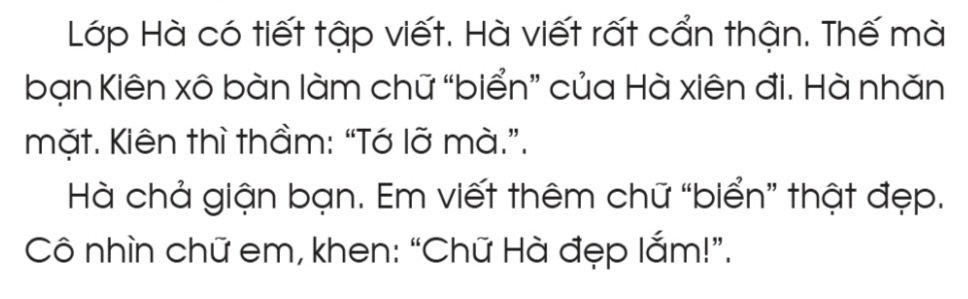 Lớp Hà có tiết tập viết. Hà viết rất cẩn thận. Thế mà
bạn Kiên xô bàn làm chữ “biển” của Hà xiên đi. Hà nhăn
mặt. Kiên thì thầm: “Tớ lỡ mà.”.
Hà chả giận bạn. Em viết thêm chữ “biển” thật đẹp.
Cô nhìn chữ em, khen: “Chữ Hà đẹp lắm!”.